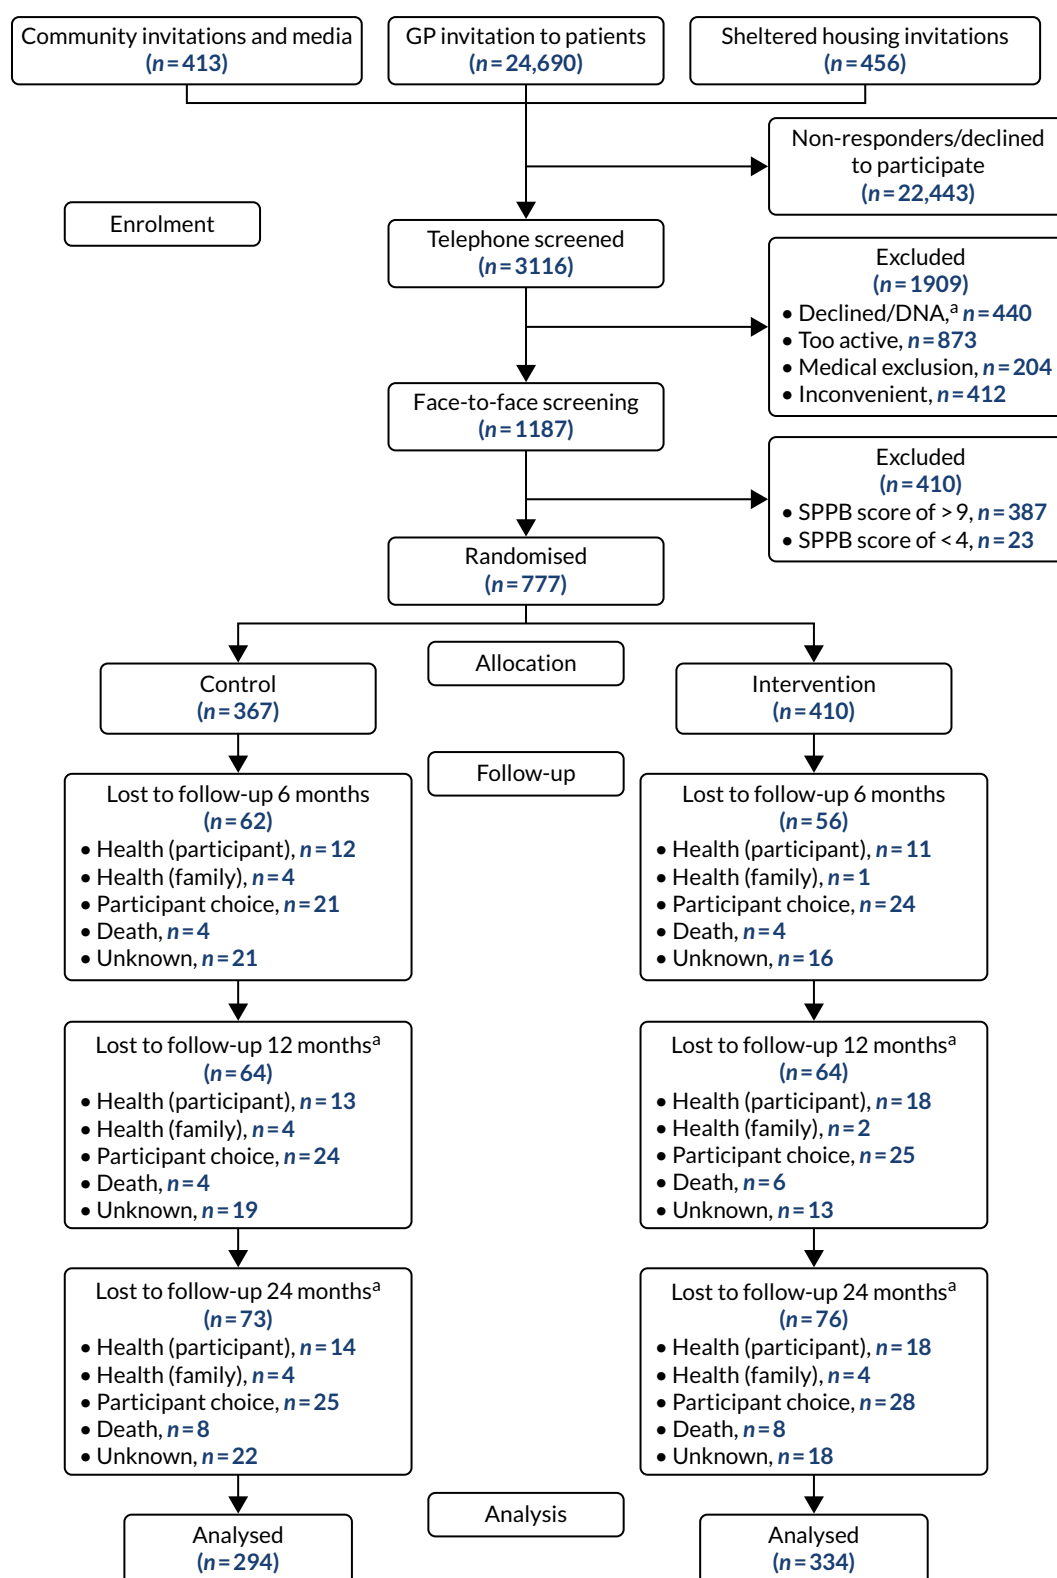 Community invitations and media
(n=413)
GP invitation to patients
(n=24,690)
Sheltered housing invitations
(n=456)
Non-responders/declined
to participate
(n=22,443)
Enrolment
Telephone screened
(n=3116)
Excluded
(n=1909)
• Declined/DNA,ᵃ n=440
• Too active, n=873
• Medical exclusion, n=204
• Inconvenient, n=412
Face-to-face screening
(n=1187)
Excluded
(n=410)
• SPPB score of >9, n=387
• SPPB score of <4, n=23
Randomised
(n=777)
Allocation
Control
(n=367)
Intervention
(n=410)
Follow-up
Lost to follow-up 6 months
(n=62)
• Health (participant), n=12
• Health (family), n=4
• Participant choice, n=21
• Death, n=4
• Unknown, n=21
Lost to follow-up 6 months
(n=56)
• Health (participant), n=11
• Health (family), n=1
• Participant choice, n=24
• Death, n=4
• Unknown, n=16
Lost to follow-up 12 monthsᵃ
(n=64)
• Health (participant), n=13
• Health (family), n=4
• Participant choice, n=24
• Death, n=4
• Unknown, n=19
Lost to follow-up 12 monthsᵃ
(n=64)
• Health (participant), n=18
• Health (family), n=2
• Participant choice, n=25
• Death, n=6
• Unknown, n=13
Lost to follow-up 24 monthsᵃ
(n=73)
• Health (participant), n=14
• Health (family), n=4
• Participant choice, n=25
• Death, n=8
• Unknown, n=22
Lost to follow-up 24 monthsᵃ
(n=76)
• Health (participant), n=18
• Health (family), n=4
• Participant choice, n=28
• Death, n=8
• Unknown, n=18
Analysis
Analysed
(n=294)
Analysed
(n=334)